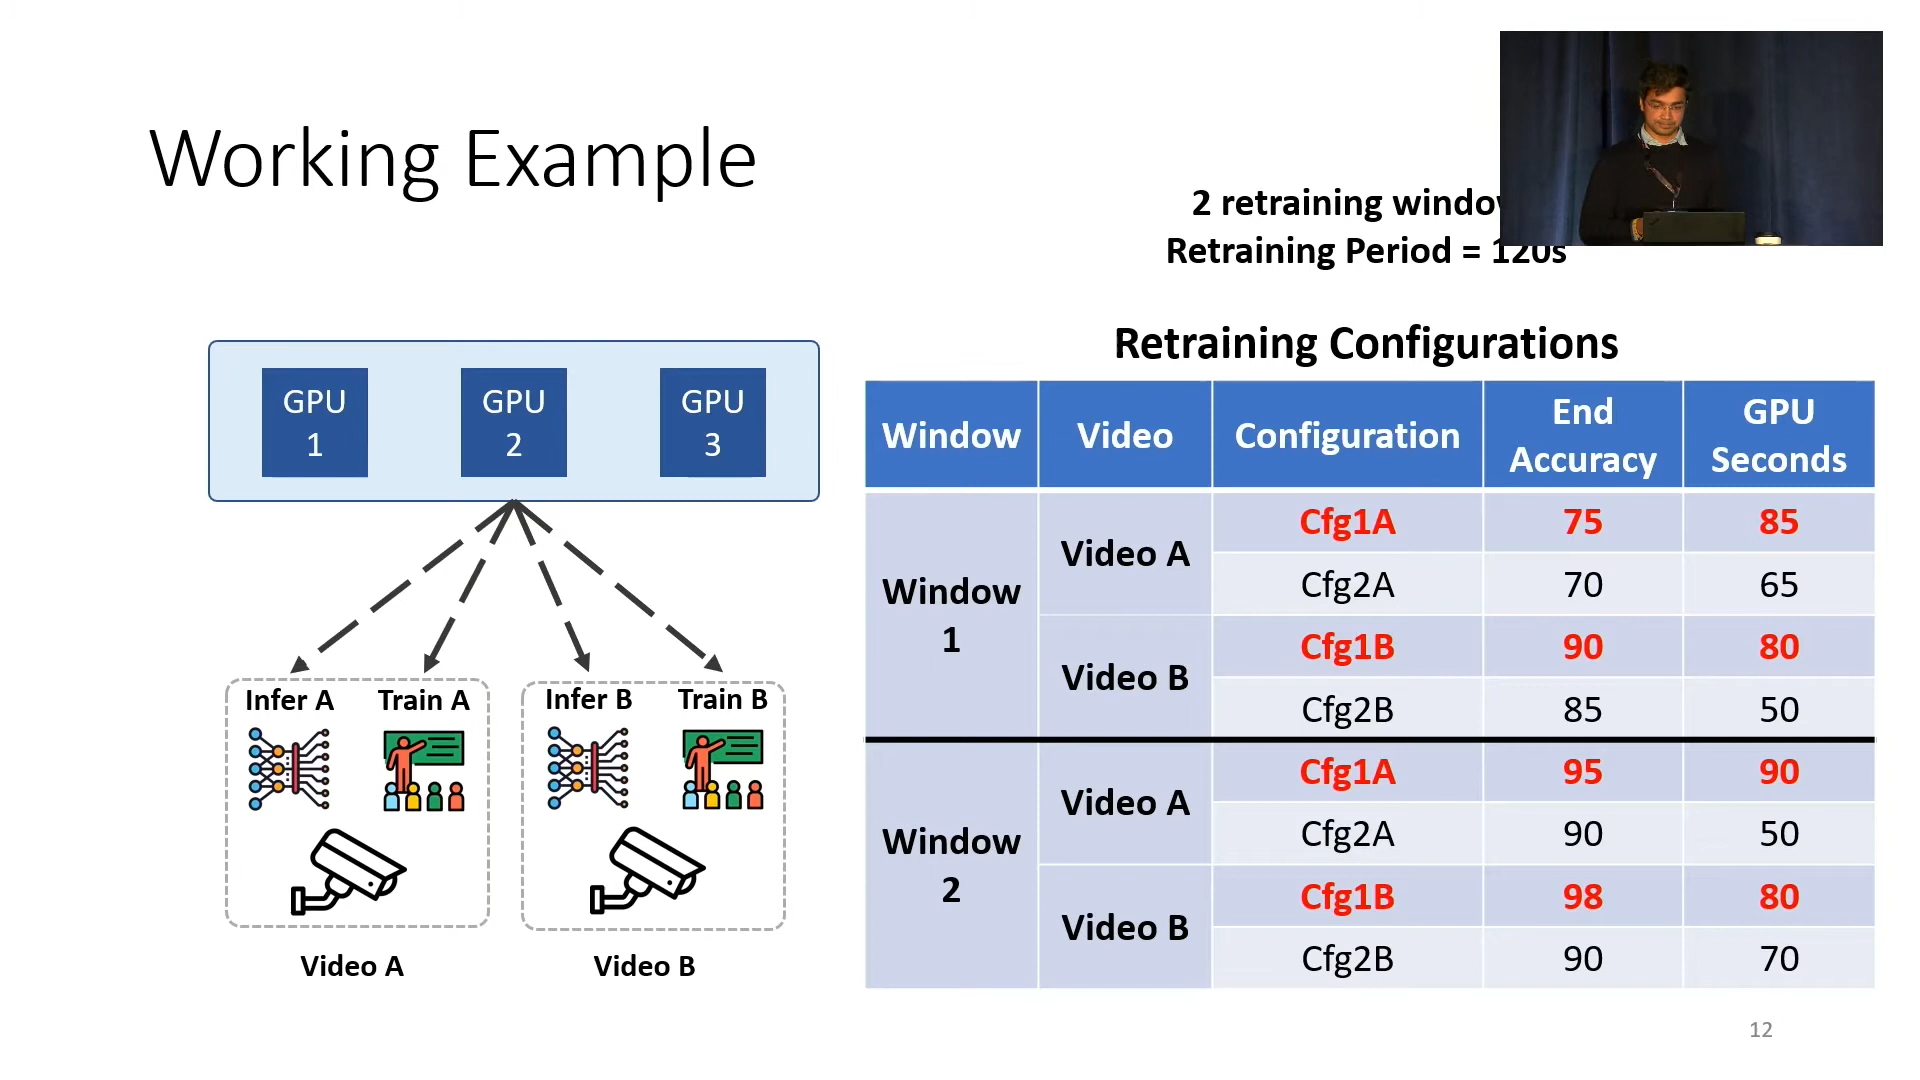 Working Example
2 retraining
Retraining Period = 120s
GPU
1
GPU
2
GPU
3
Infer A
Train A
Infer B
Train B
Video A
Video B
Retraining Configurations
Window
Video
Configuration
End
Accuracy
GPU
Seconds
Window
1
Video A
Cfg1A
75
85
Cfg2A
70
65
Video B
Cfg1B
90
80
Cfg2B
85
50
Window
2
Video A
Cfg1A
95
90
Cfg2A
90
50
Video B
Cfg1B
98
80
Cfg2B
90
70
12